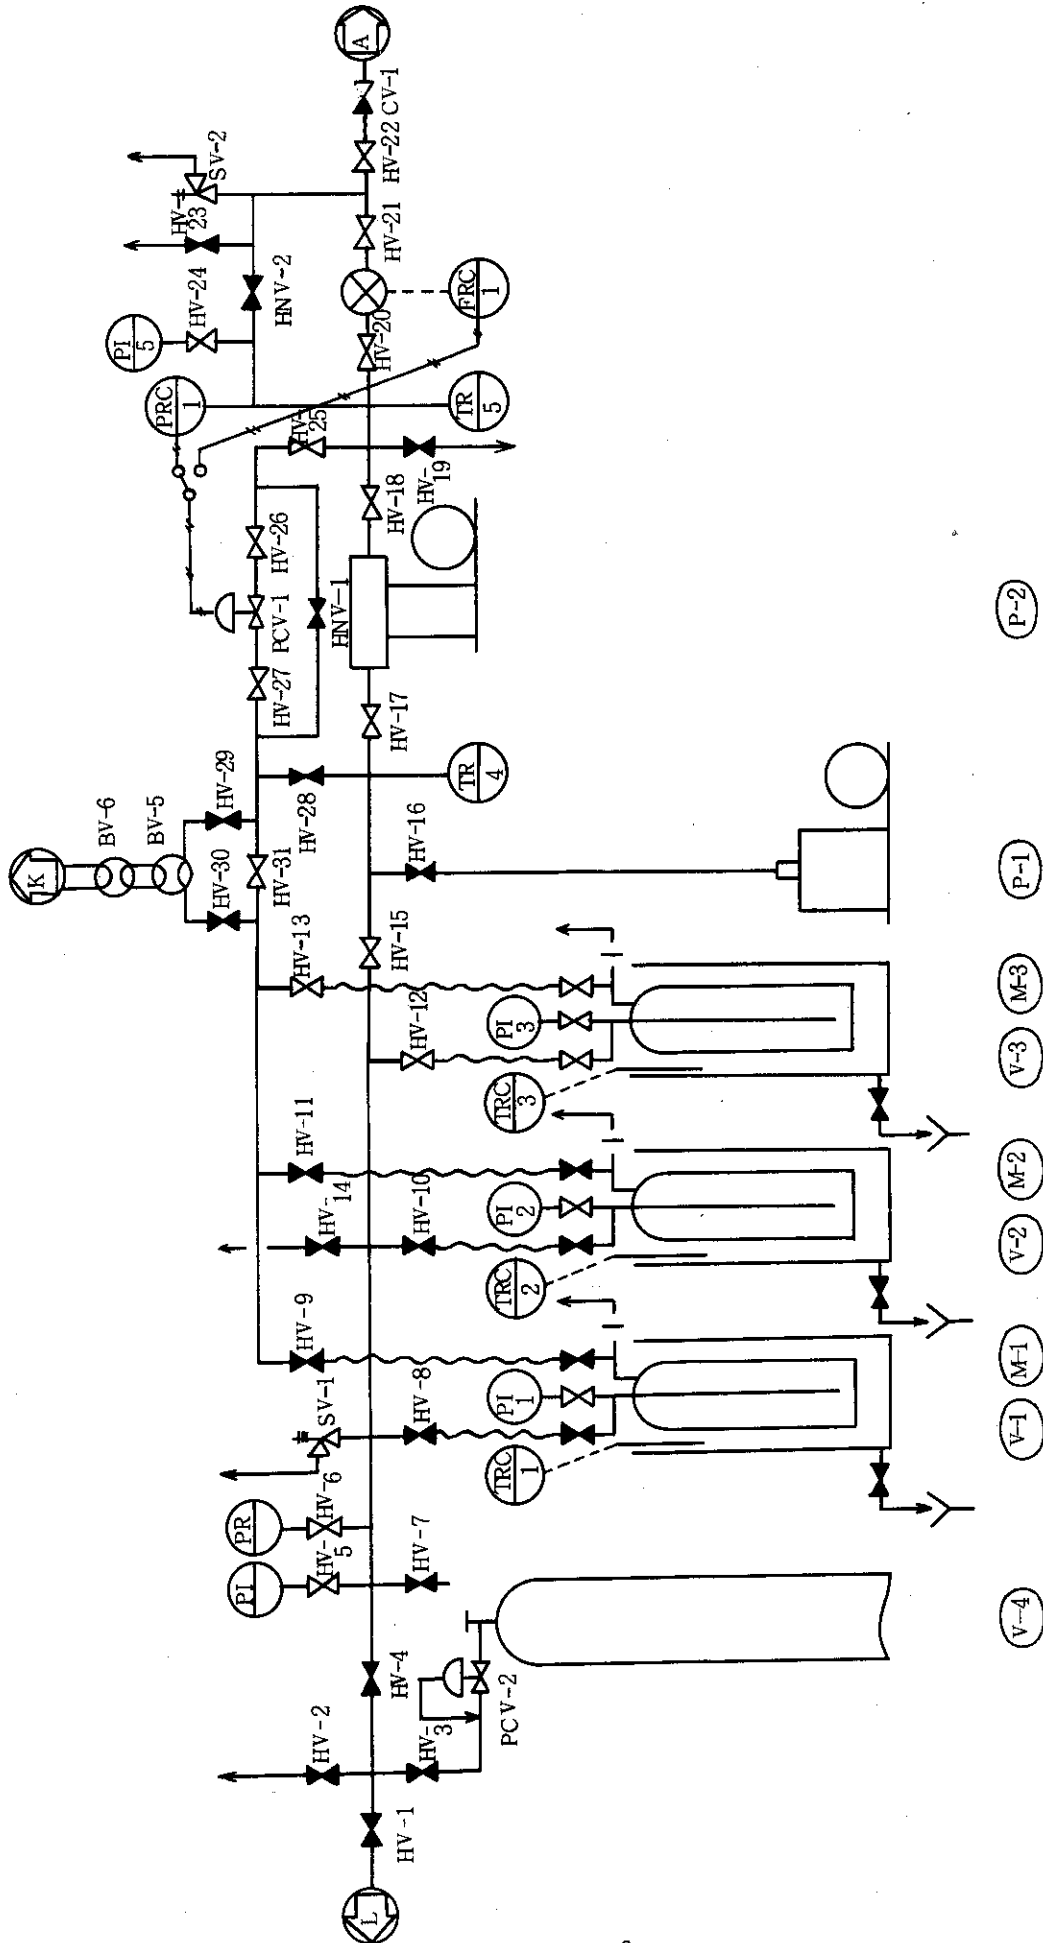 K
A
L
BV-6
BV-5
HV-30
HV-29
HV-31
HV-28
HV-27
PCV-1
HV-26
HNV-1
PRC
1
PI
5
HV-24
HV-
23
SV-2
HNV-2
HV-
25
HV-
19
HV-18
HV-20
HV-21
HV-22
CV-1
FRC
1
TR
5
TR
4
HV-17
HV-16
HV-15
HV-13
HV-12
HV-11
HV-
14
HV-10
HV-9
HV-8
SV-1
HV-
6
HV-
5
HV-7
PR
PI
HV-4
HV-2
HV-
3
HV-1
PCV-2
PI
3
TRC
3
PI
2
TRC
2
PI
1
TRC
1
V-4
V-1
M-1
V-2
M-2
V-3
M-3
P-1
P-2